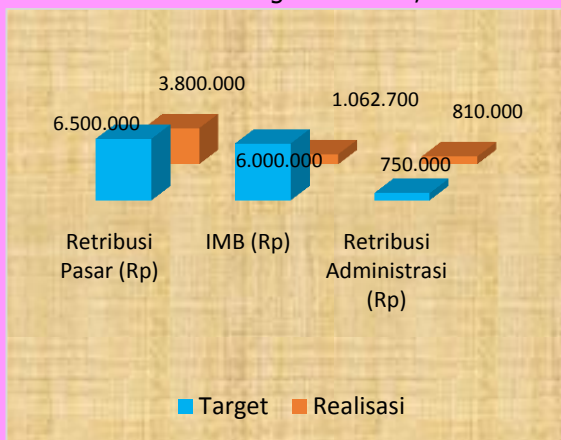 3.800.000
6.500.000
1.062.700
6.000.000
810.000
750.000
Retribusi
Pasar (Rp)
IMB (Rp)
Retribusi
Administrasi
(Rp)
Target
Realisasi